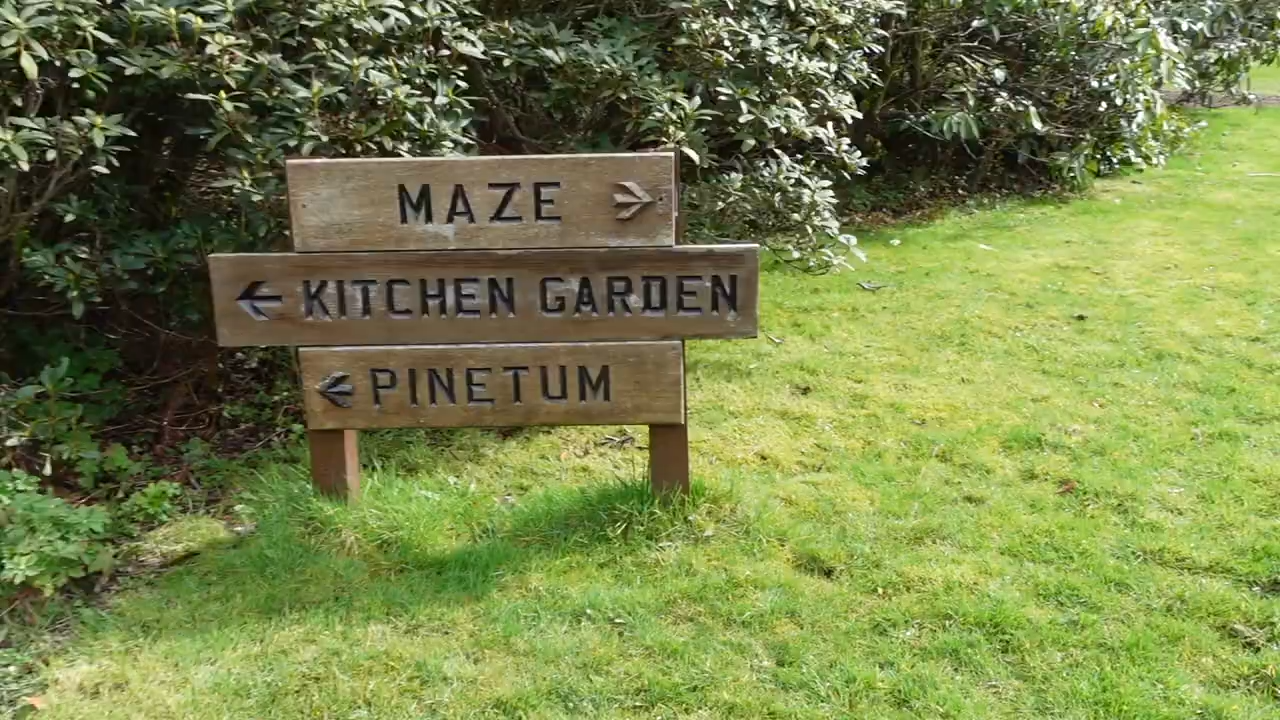 MAZE →
← KITCHEN GARDEN
← PINETUM